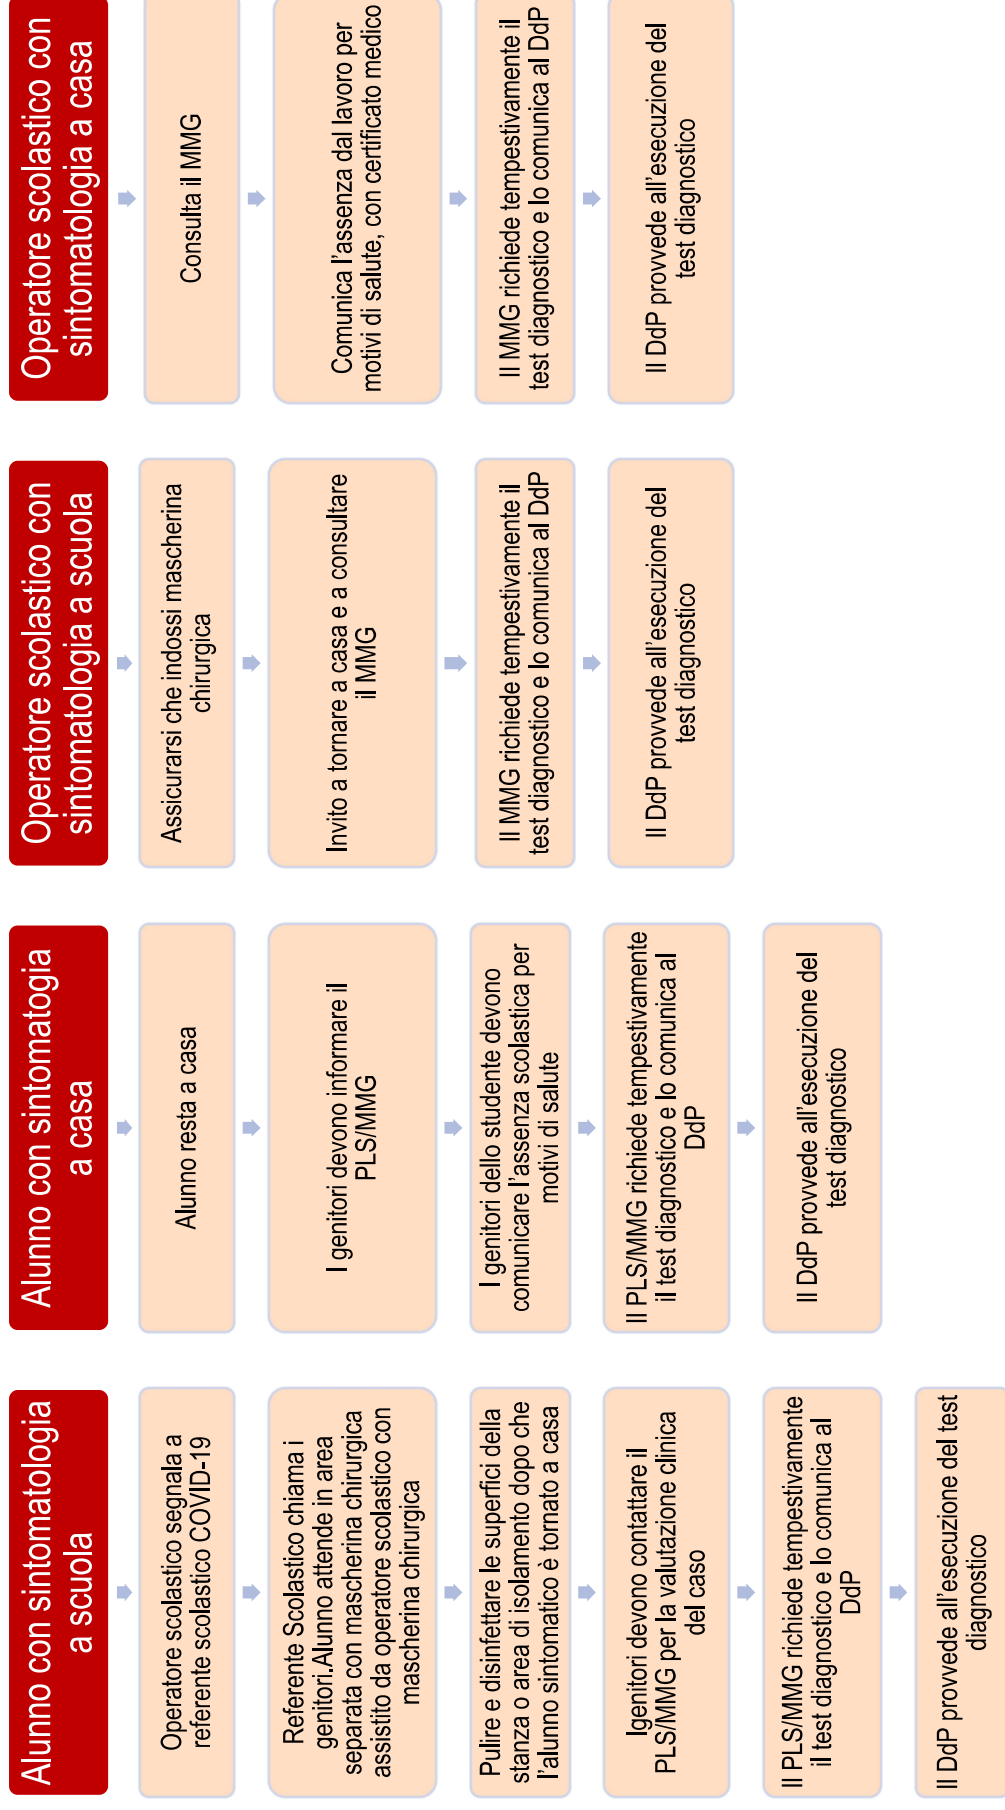 Alunno con sintomatologia
a scuola
Operatore scolastico segnala a
referente scolastico COVID-19
Referente Scolastico chiama i
genitori.Alunno attende in area
separata con mascherina chirurgica
assistito da operatore scolastico con
mascherina chirurgica
Pulire e disinfettare le superfici della
stanza o area di isolamento dopo che
l'alunno sintomatico è tornato a casa
Igenitori devono contattare il
PLS/MMG per la valutazione clinica
del caso
Il PLS/MMG richiede tempestivamente
il test diagnostico e lo comunica al
DdP
Il DdP provvede all'esecuzione del test
diagnostico
Alunno con sintomatogia
a casa
Alunno resta a casa
I genitori devono informare il
PLS/MMG
I genitori dello studente devono
comunicare l'assenza scolastica per
motivi di salute
Il PLS/MMG richiede tempestivamente
il test diagnostico e lo comunica al
DdP
Il DdP provvede all'esecuzione del
test diagnostico
Operatore scolastico con
sintomatologia a scuola
Assicurarsi che indossi mascherina
chirurgica
Invito a tornare a casa e a consultare
il MMG
Il MMG richiede tempestivamente il
test diagnostico e lo comunica al DdP
Il DdP provvede all'esecuzione del
test diagnostico
Operatore scolastico con
sintomatologia a casa
Consulta il MMG
Comunica l'assenza dal lavoro per
motivi di salute, con certificato medico
Il MMG richiede tempestivamente il
test diagnostico e lo comunica al DdP
Il DdP provvede all'esecuzione del
test diagnostico